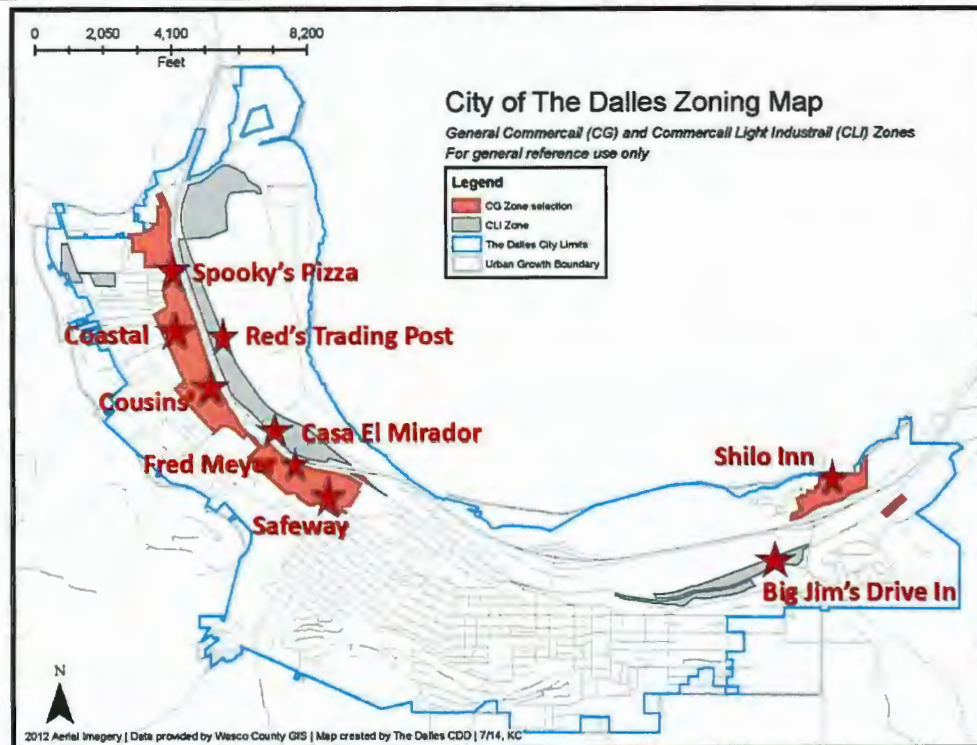 0 2,050 4,100 8,200
Feet
City of The Dalles Zoning Map
General Commercail (CG) and Commercail Light Industrail (CLI) Zones
For general reference use only
Legend
CG Zone selection
CLI Zone
The Dalles City Limits
Urban Growth Boundary
Spooky's Pizza
Coastal
Red's Trading Post
Cousins'
Casa El Mirador
Fred Meyer
Shilo Inn
Safeway
Big Jim's Drive In
N
2012 Aerial Imagery | Data provided by Wasco County GIS | Map created by The Dalles CDD | 7/14, KC